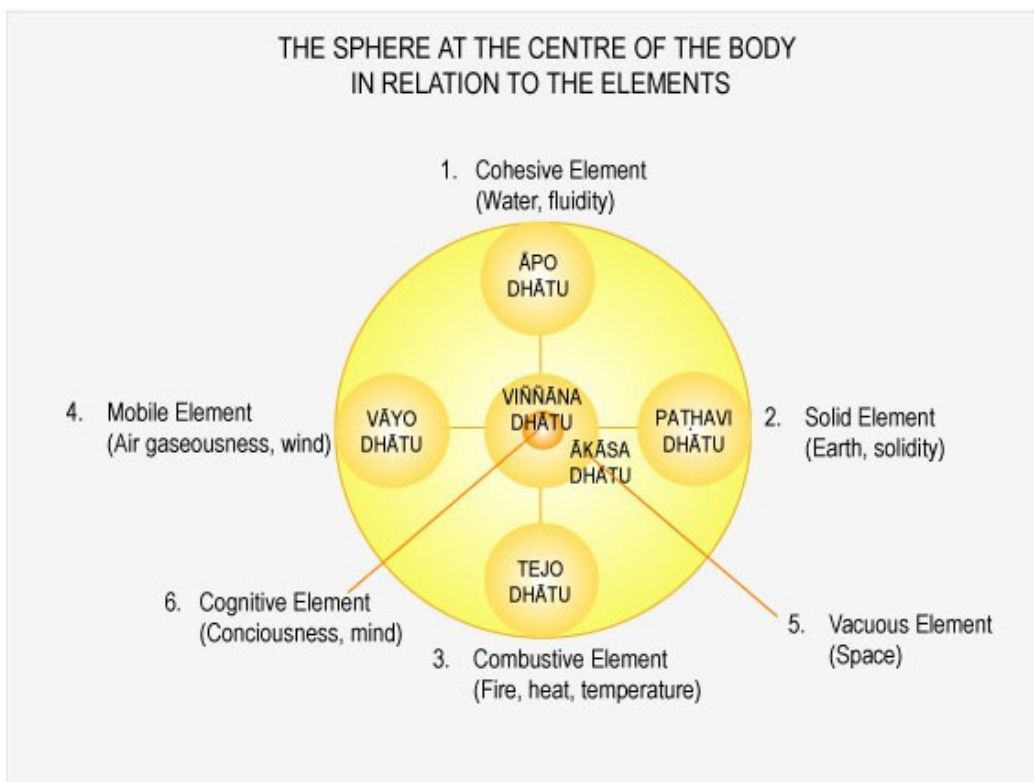 THE SPHERE AT THE CENTRE OF THE BODY
IN RELATION TO THE ELEMENTS
1. Cohesive Element
(Water, fluidity)
ĀPO
DHĀTU
4. Mobile Element
(Air gaseousness, wind)
VĀYO
DHĀTU
VIÑÑĀNA
DHĀTU
ĀKĀSA
DHĀTU
PAṬHAVI
DHĀTU
2. Solid Element
(Earth, solidity)
TEJO
DHĀTU
6. Cognitive Element
(Conciousness, mind)
3. Combustive Element
(Fire, heat, temperature)
5. Vacuous Element
(Space)